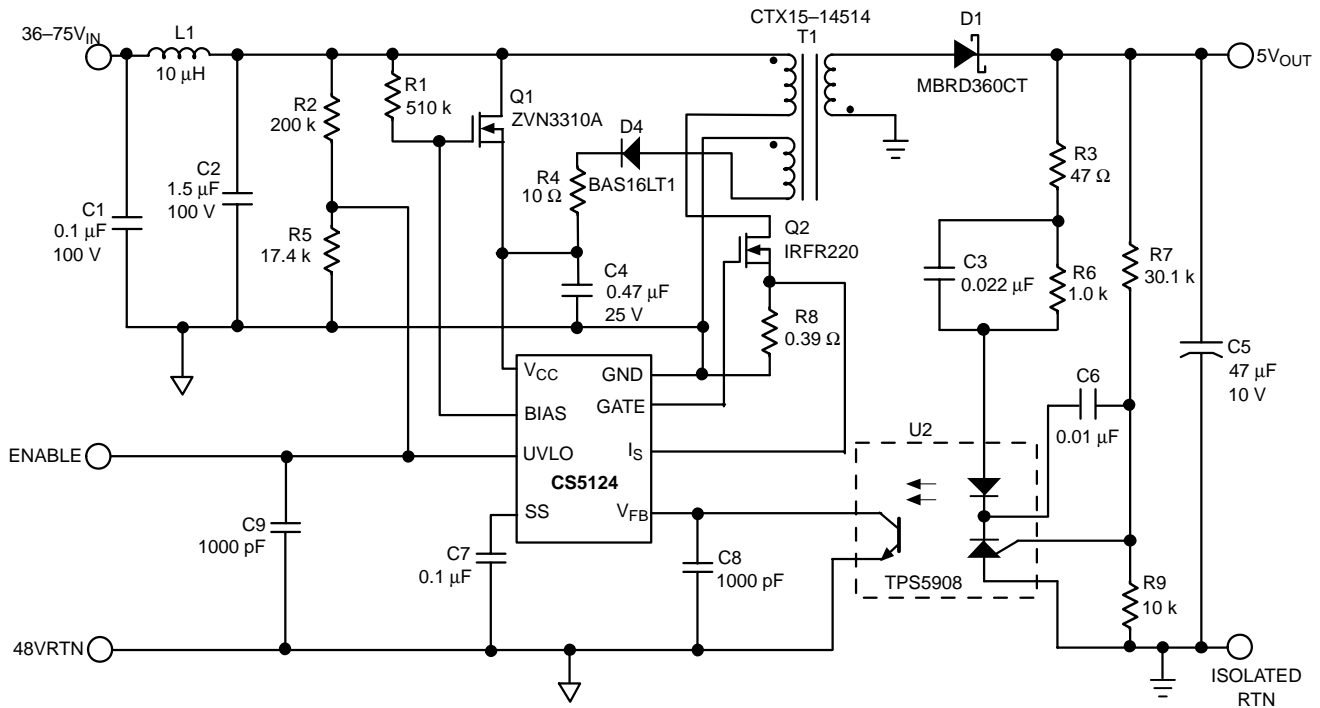 CTX15–14514
T1
36–75V_IN
L1
10 µH
D1
MBRD360CT
5V_OUT
R1
510 k
Q1
ZVN3310A
R2
200 k
D4
BAS16LT1
R4
10 Ω
R3
47 Ω
C2
1.5 µF
100 V
C1
0.1 µF
100 V
R5
17.4 k
Q2
IRFR220
C4
0.47 µF
25 V
C3
0.022 µF
R6
1.0 k
R7
30.1 k
R8
0.39 Ω
C5
47 µF
10 V
V_CC
GND
BIAS
GATE
C6
0.01 µF
U2
ENABLE
UVLO
I_S
CS5124
SS
V_FB
C9
1000 pF
C7
0.1 µF
C8
1000 pF
TPS5908
R9
10 k
48VRTN
ISOLATED
RTN